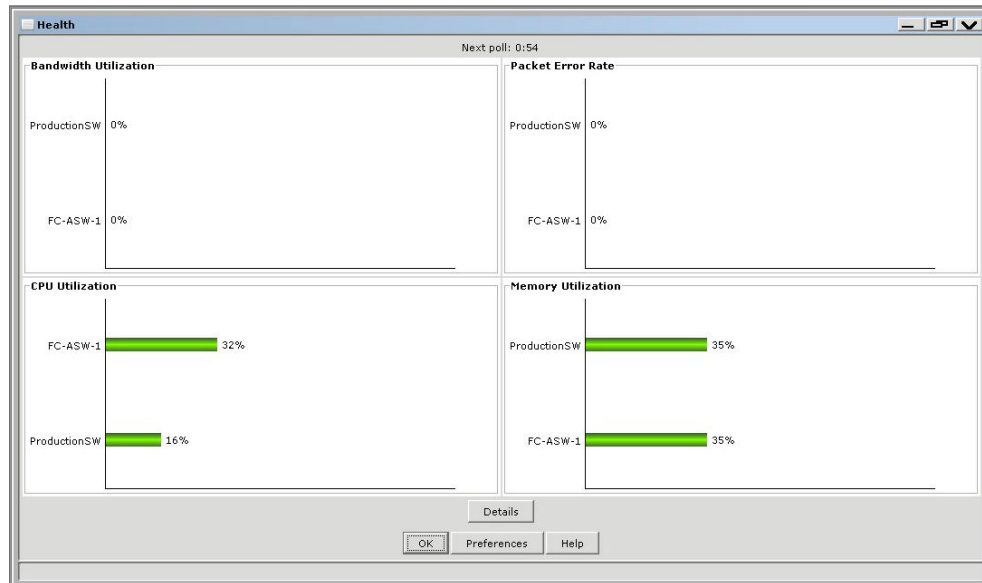 Health
Next poll: 0:54
Bandwidth Utilization
ProductionSW 0%
FC-ASW-1 0%
Packet Error Rate
ProductionSW 0%
FC-ASW-1 0%
CPU Utilization
FC-ASW-1 32%
ProductionSW 16%
Memory Utilization
ProductionSW 35%
FC-ASW-1 35%
Details
OK Preferences Help